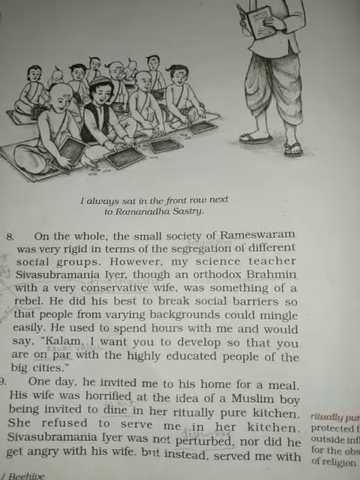 I always sat in the front row next
to Ramanadha Sastry.
8. On the whole, the small society of Rameswaram
was very rigid in terms of the segregation of different
social groups. However, my science teacher
Sivasubramania Iyer, though an orthodox Brahmin
with a very conservative wife, was something of a
rebel. He did his best to break social barriers so
that people from varying backgrounds could mingle
easily. He used to spend hours with me and would
say, “Kalam, I want you to develop so that you
are on par with the highly educated people of the
big cities.”
9. One day, he invited me to his home for a meal.
His wife was horrified at the idea of a Muslim boy
being invited to dine in her ritually pure kitchen.
She refused to serve me in her kitchen.
Sivasubramania Iyer was not perturbed, nor did he
get angry with his wife, but instead, served me with
ritually pur
protected f
outside inf
for the obs
of religion
/ Beehive